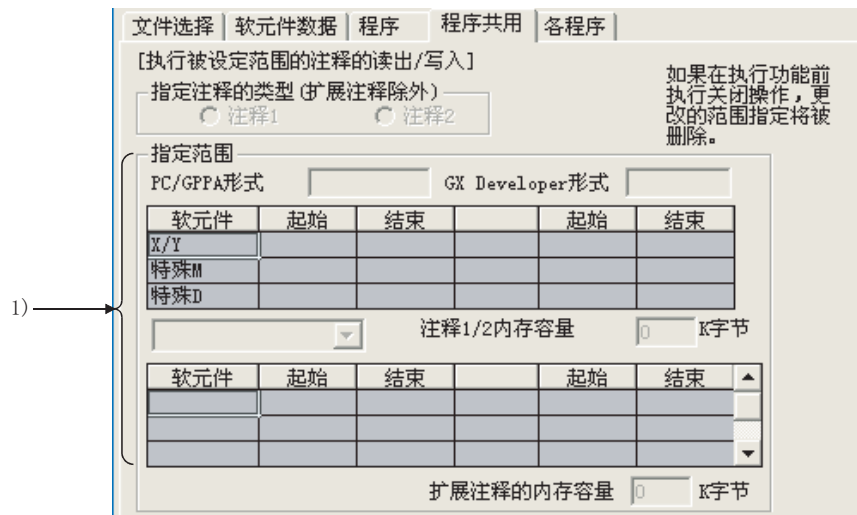 文件选择 软元件数据 程序 程序共用 各程序
[执行被设定范围的注释的读出/写入]
如果在执行功能前
执行关闭操作，更
改的范围指定将被
删除。
指定注释的类型(扩展注释除外)
注释1 注释2
指定范围
PC/GPPA形式 GX Developer形式
软元件 起始 结束 起始 结束
X/Y
特殊M
特殊D
1)
注释1/2内存容量 0 K字节
软元件 起始 结束 起始 结束
扩展注释的内存容量 0 K字节